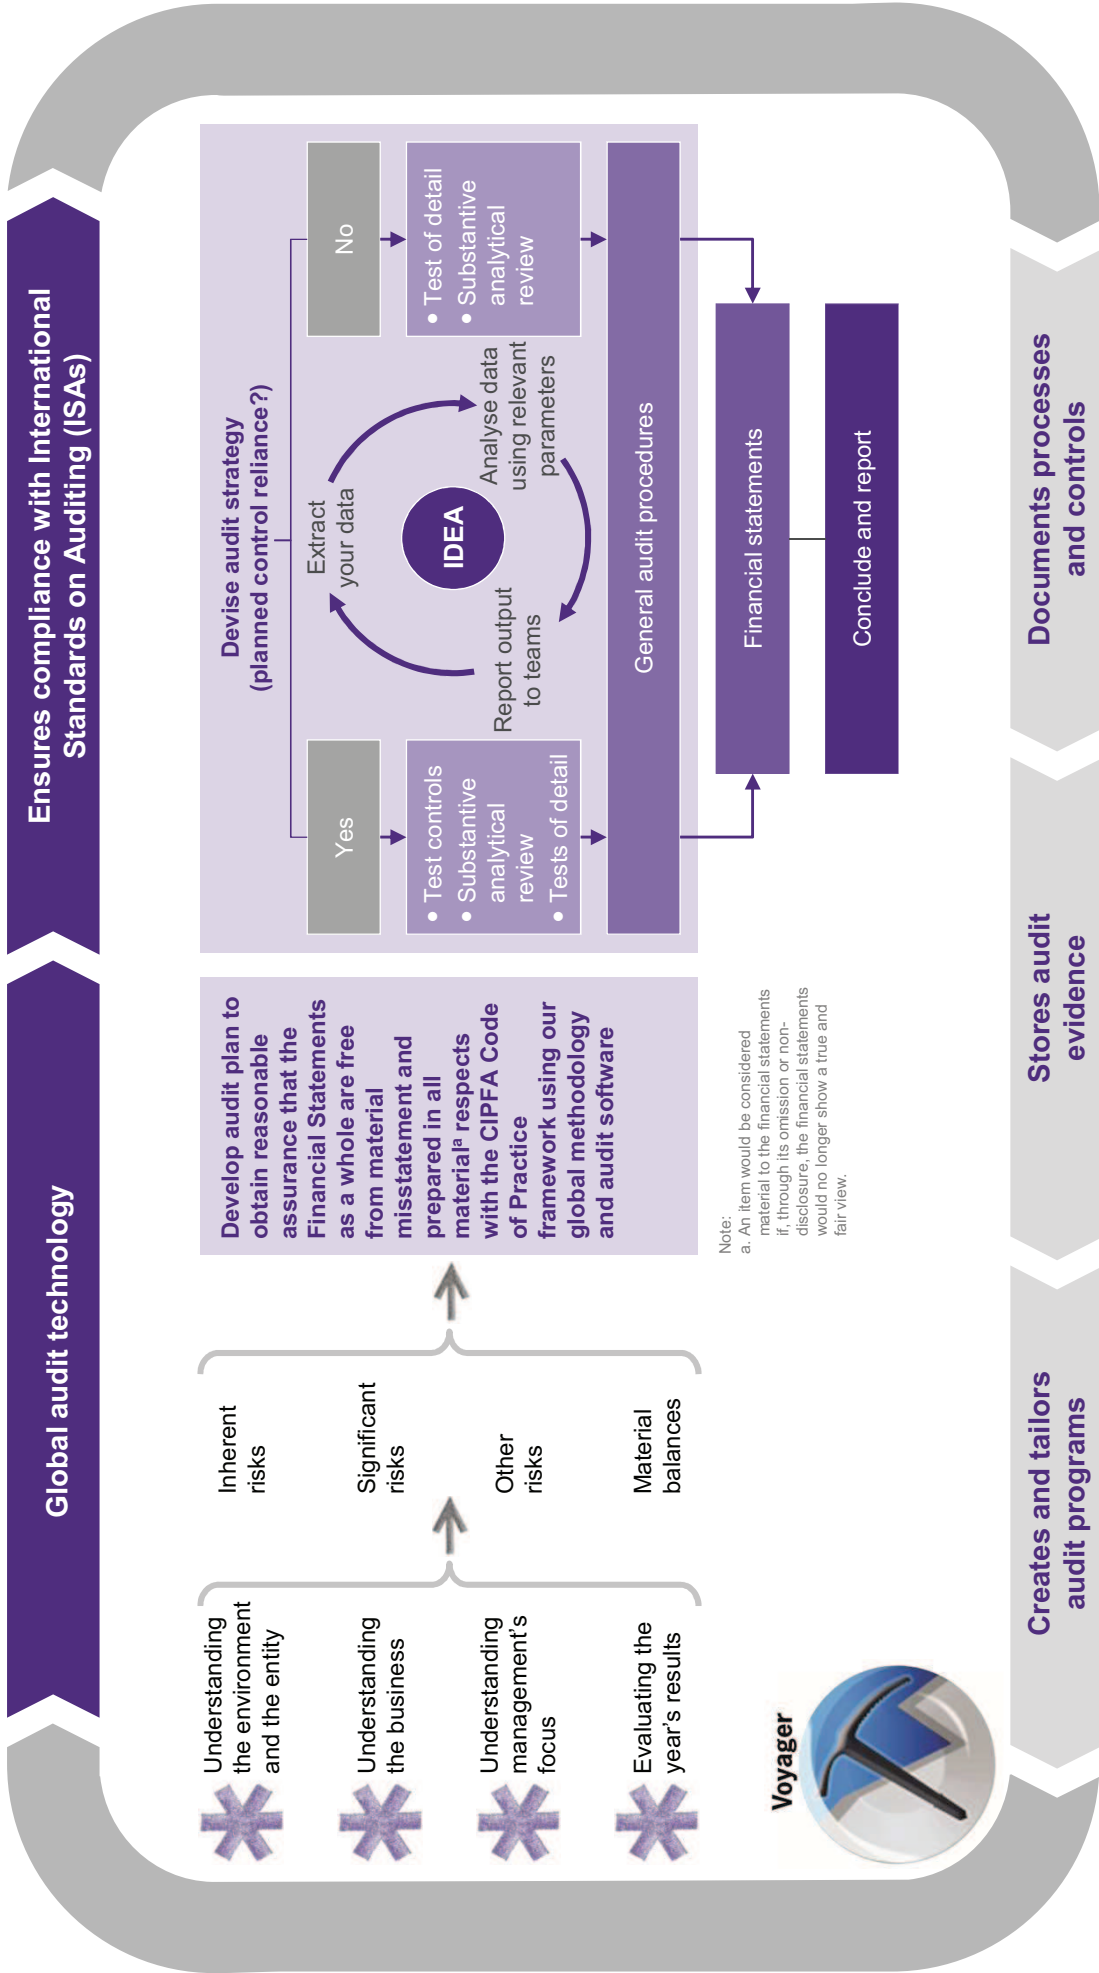 Global audit technology
Ensures compliance with International
Standards on Auditing (ISAs)
Understanding
the environment
and the entity
Understanding
the business
Understanding
management’s
focus
Evaluating the
year’s results
Inherent
risks
Significant
risks
Other
risks
Material
balances
Develop audit plan to
obtain reasonable
assurance that the
Financial Statements
as a whole are free
from material
misstatement and
prepared in all
materialᵃ respects
with the CIPFA Code
of Practice
framework using our
global methodology
and audit software
Note:
a. An item would be considered
material to the financial statements
if, through its omission or non-
disclosure, the financial statements
would no longer show a true and
fair view.
Devise audit strategy
(planned control reliance?)
Yes
No
• Test controls
• Substantive
analytical
review
• Tests of detail
Extract
your data
IDEA
Analyse data
using relevant
parameters
Report output
to teams
• Test of detail
• Substantive
analytical
review
General audit procedures
Financial statements
Conclude and report
Voyager
Creates and tailors
audit programs
Stores audit
evidence
Documents processes
and controls